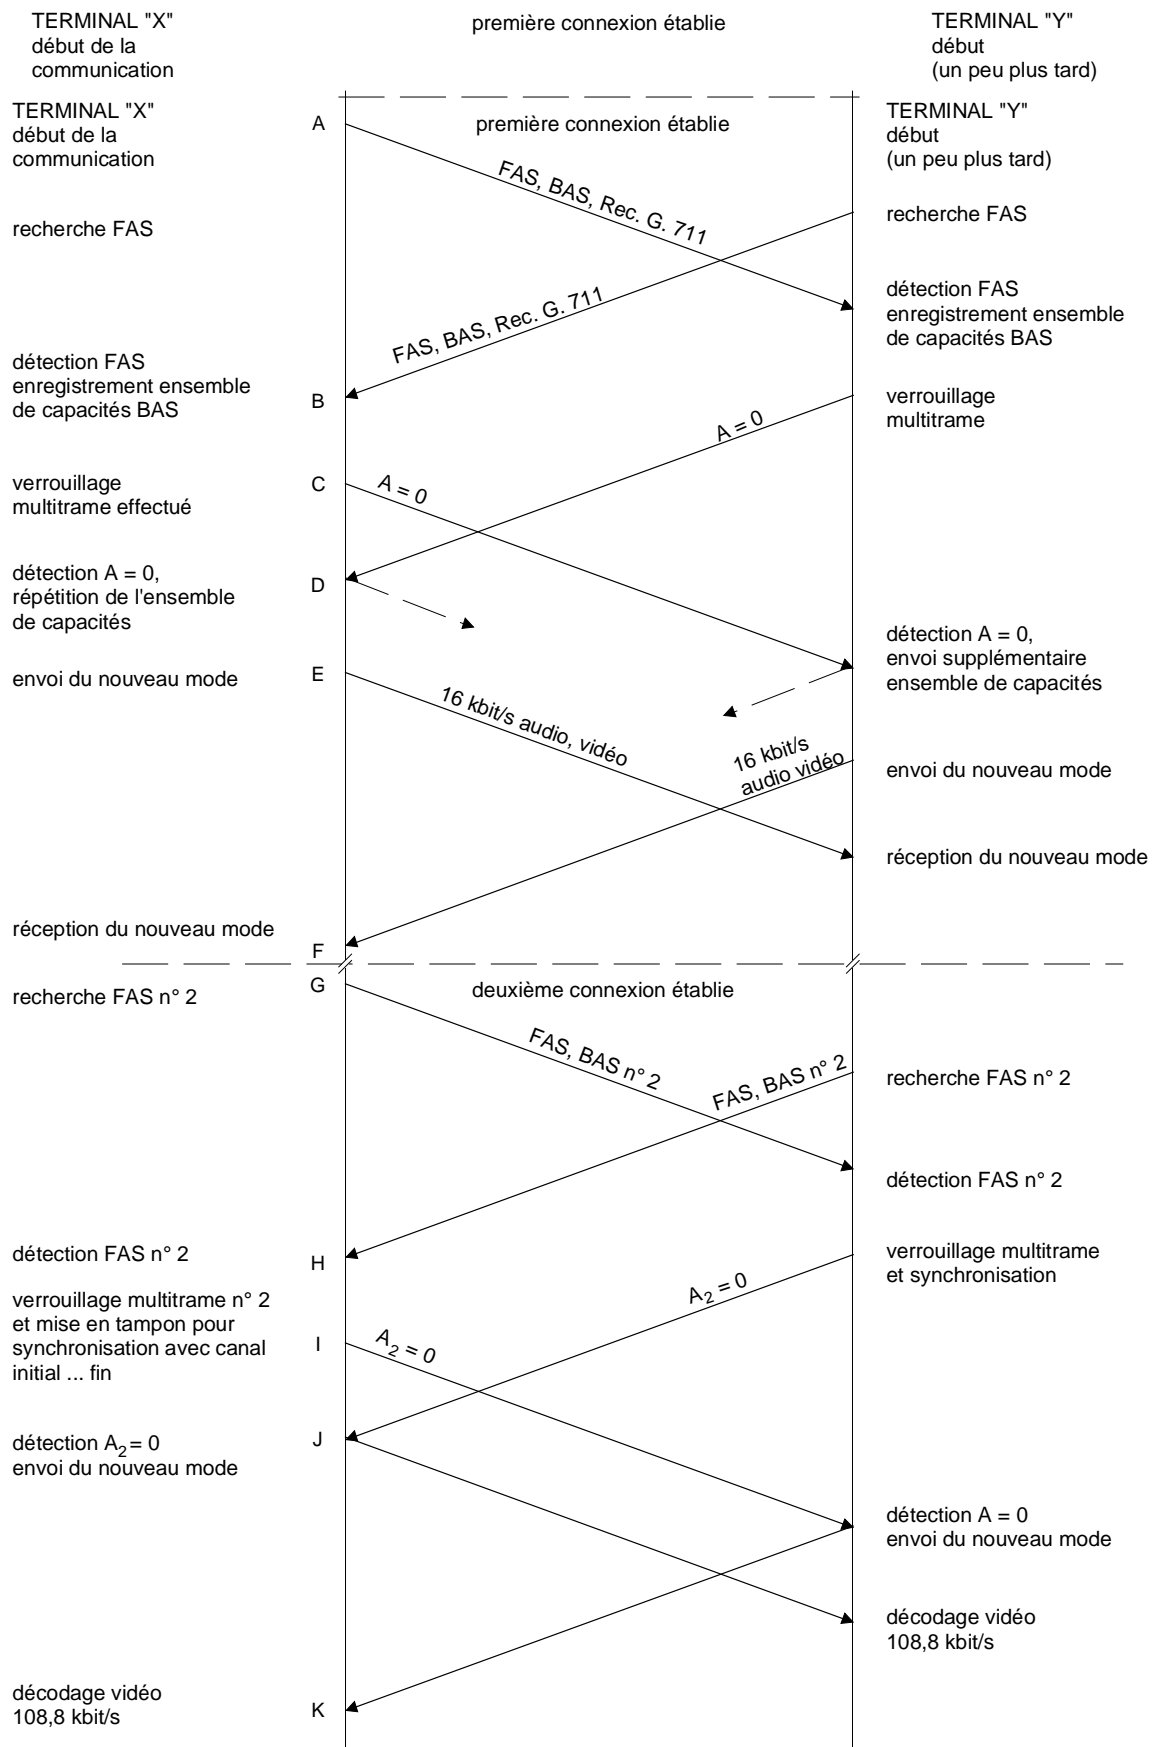 TERMINAL "X"
début de la
communication
première connexion établie
TERMINAL "Y"
début
(un peu plus tard)
TERMINAL "X"
début de la
communication
A
première connexion établie
TERMINAL "Y"
début
(un peu plus tard)
FAS, BAS, Rec. G. 711
recherche FAS
recherche FAS
FAS, BAS, Rec. G. 711
détection FAS
enregistrement ensemble
de capacités BAS
détection FAS
enregistrement ensemble
de capacités BAS
B
verrouillage
multitrame
A = 0
verrouillage
multitrame effectué
C
A = 0
détection A = 0,
répétition de l'ensemble
de capacités
D
détection A = 0,
envoi supplémentaire
ensemble de capacités
envoi du nouveau mode
E
16 kbit/s audio, vidéo
16 kbit/s
audio vidéo
envoi du nouveau mode
réception du nouveau mode
réception du nouveau mode
F
recherche FAS n° 2
G
deuxième connexion établie
FAS, BAS n° 2
FAS, BAS n° 2
recherche FAS n° 2
détection FAS n° 2
détection FAS n° 2
H
verrouillage multitrame
et synchronisation
A2 = 0
verrouillage multitrame n° 2
et mise en tampon pour
synchronisation avec canal
initial ... fin
I
A2 = 0
détection A2 = 0
envoi du nouveau mode
J
détection A = 0
envoi du nouveau mode
décodage vidéo
108,8 kbit/s
décodage vidéo
108,8 kbit/s
K